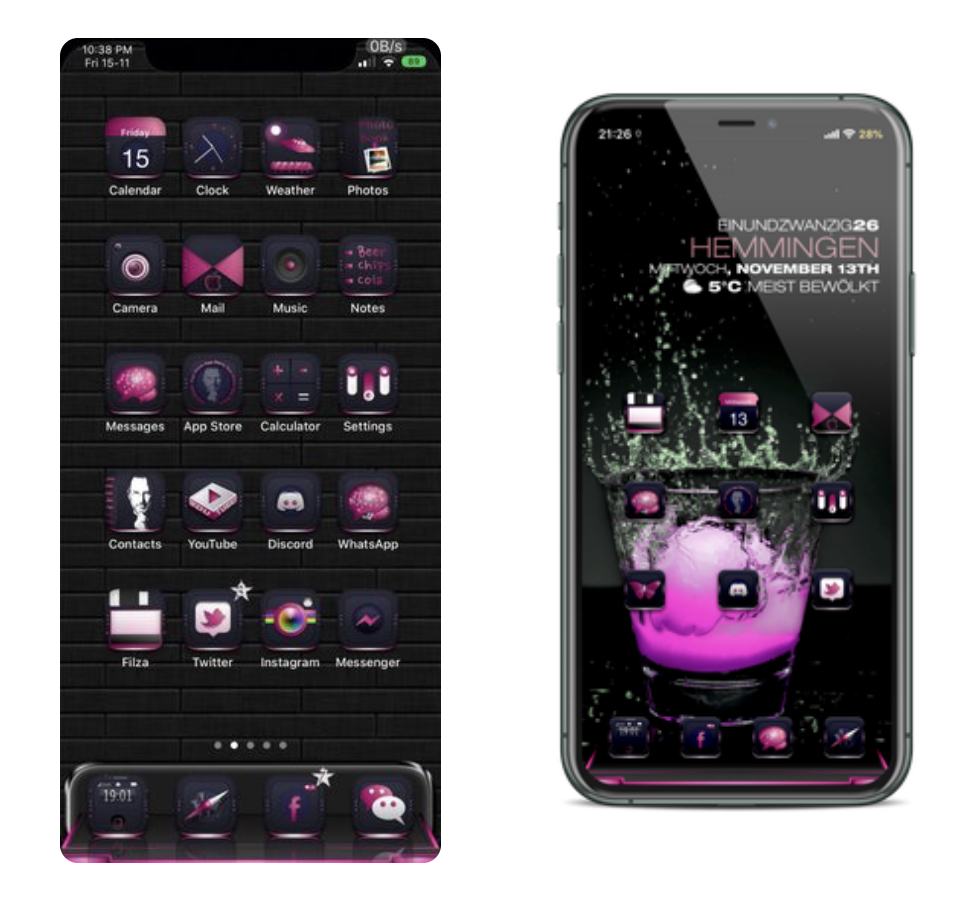 10:38 PM
0B/s
Fri 15-11
89
Friday
15
Photo
Calendar
Clock
Weather
Photos
Beer
chips
cola
Camera
Mail
Music
Notes
Messages
App Store
Calculator
Settings
Contacts
YouTube
Discord
WhatsApp
Filza
Twitter
Instagram
Messenger
19:01
f
21:26
28%
EINUNDZWANZIG26
HEMMINGEN
MITTWOCH, NOVEMBER 13TH
5°C MEIST BEWÖLKT
13
19:01
f